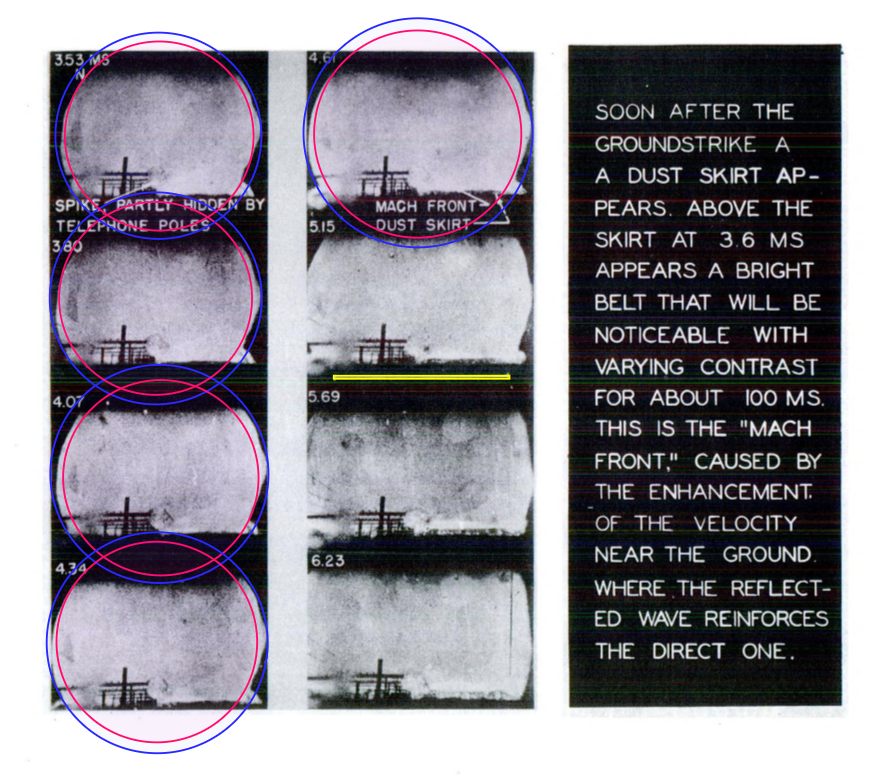 3.53 MS
N
SPIKE, PARTLY HIDDEN BY
TELEPHONE POLES
3.80
4.07
4.34
4.61
MACH FRONT
DUST SKIRT
5.15
5.69
6.23
SOON AFTER THE
GROUNDSTRIKE A
A DUST SKIRT AP-
PEARS. ABOVE THE
SKIRT AT 3.6 MS
APPEARS A BRIGHT
BELT THAT WILL BE
NOTICEABLE WITH
VARYING CONTRAST
FOR ABOUT 100 MS.
THIS IS THE "MACH
FRONT," CAUSED BY
THE ENHANCEMENT
OF THE VELOCITY
NEAR THE GROUND.
WHERE THE REFLECT-
ED WAVE REINFORCES
THE DIRECT ONE.